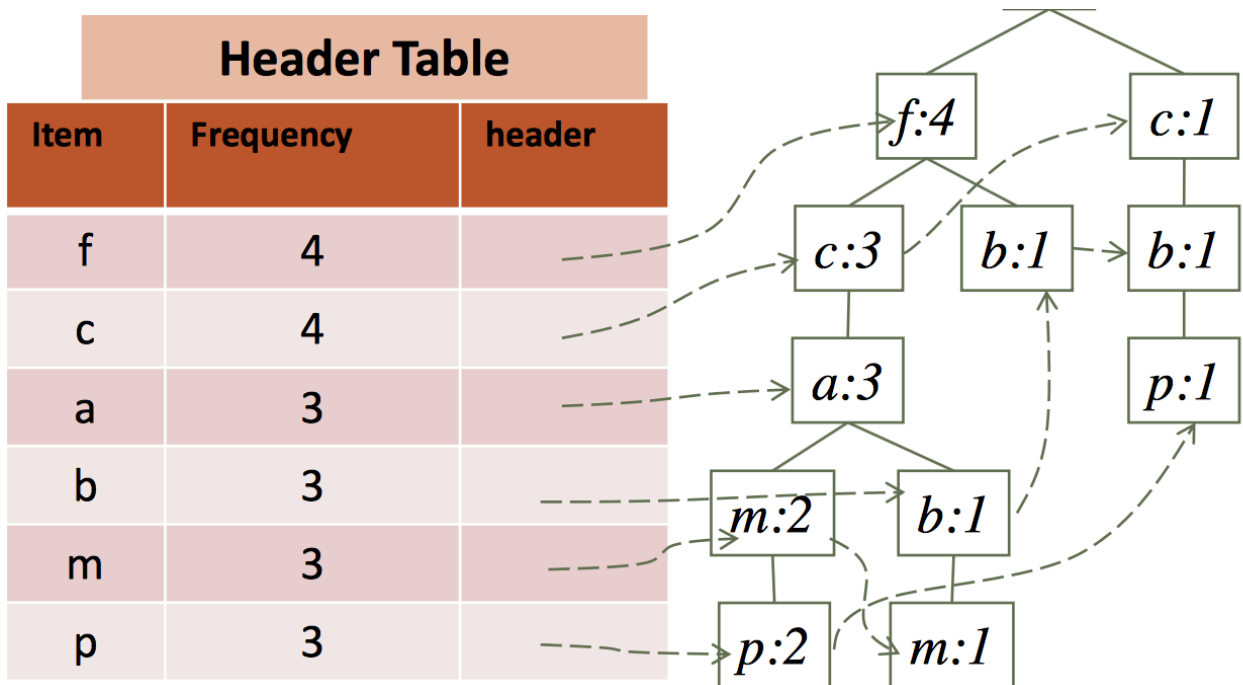 Header Table
Item Frequency header
f 4
c 4
a 3
b 3
m 3
p 3
f:4 c:1
c:3 b:1 b:1
a:3 p:1
m:2 b:1
p:2 m:1